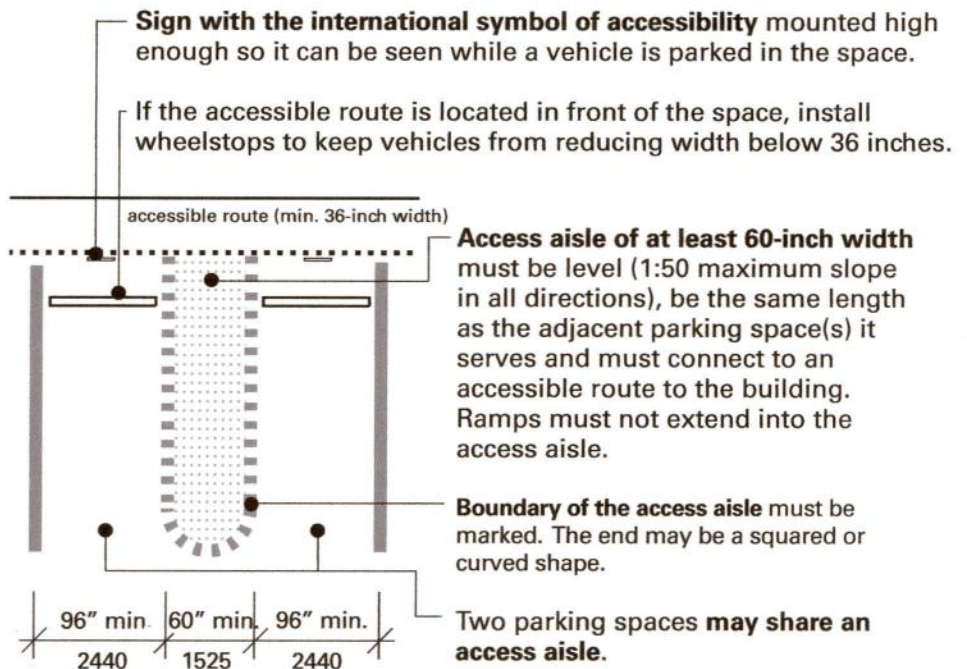 Sign with the international symbol of accessibility mounted high
enough so it can be seen while a vehicle is parked in the space.
If the accessible route is located in front of the space, install
wheelstops to keep vehicles from reducing width below 36 inches.
accessible route (min. 36-inch width)
Access aisle of at least 60-inch width
must be level (1:50 maximum slope
in all directions), be the same length
as the adjacent parking space(s) it
serves and must connect to an
accessible route to the building.
Ramps must not extend into the
access aisle.
Boundary of the access aisle must be
marked. The end may be a squared or
curved shape.
Two parking spaces may share an
access aisle.
96" min. 60" min. 96" min.
2440 1525 2440